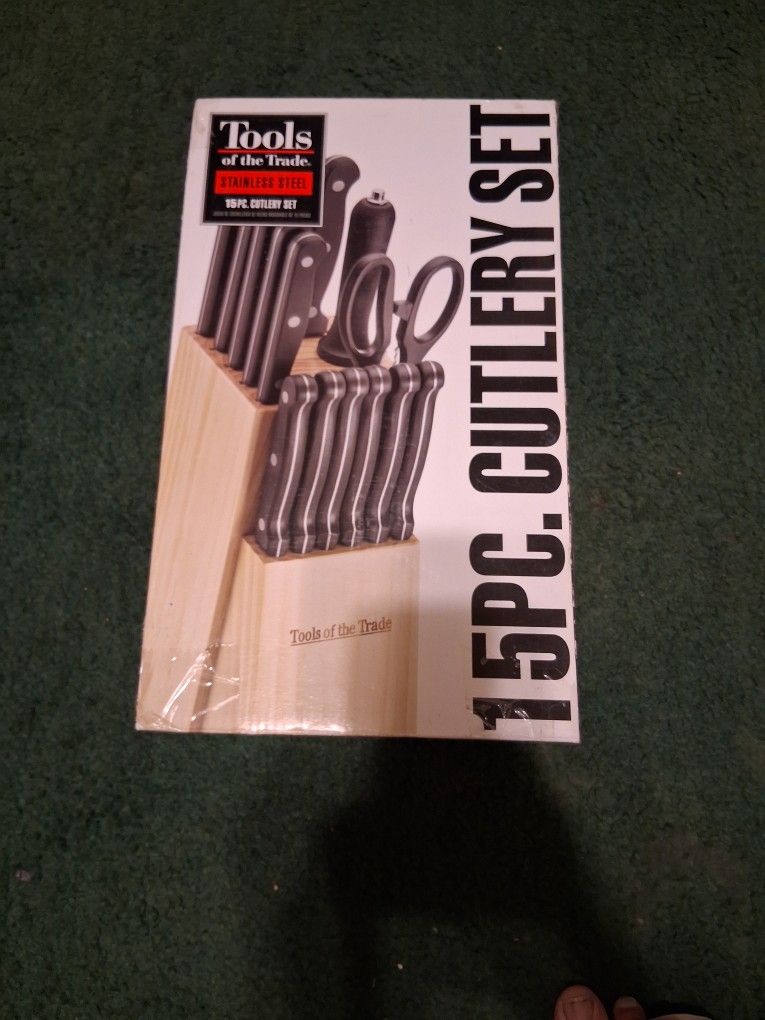 Tools
of the Trade®
STAINLESS STEEL
15PC. CUTLERY SET
15PC. CUTLERY SET
Tools of the Trade